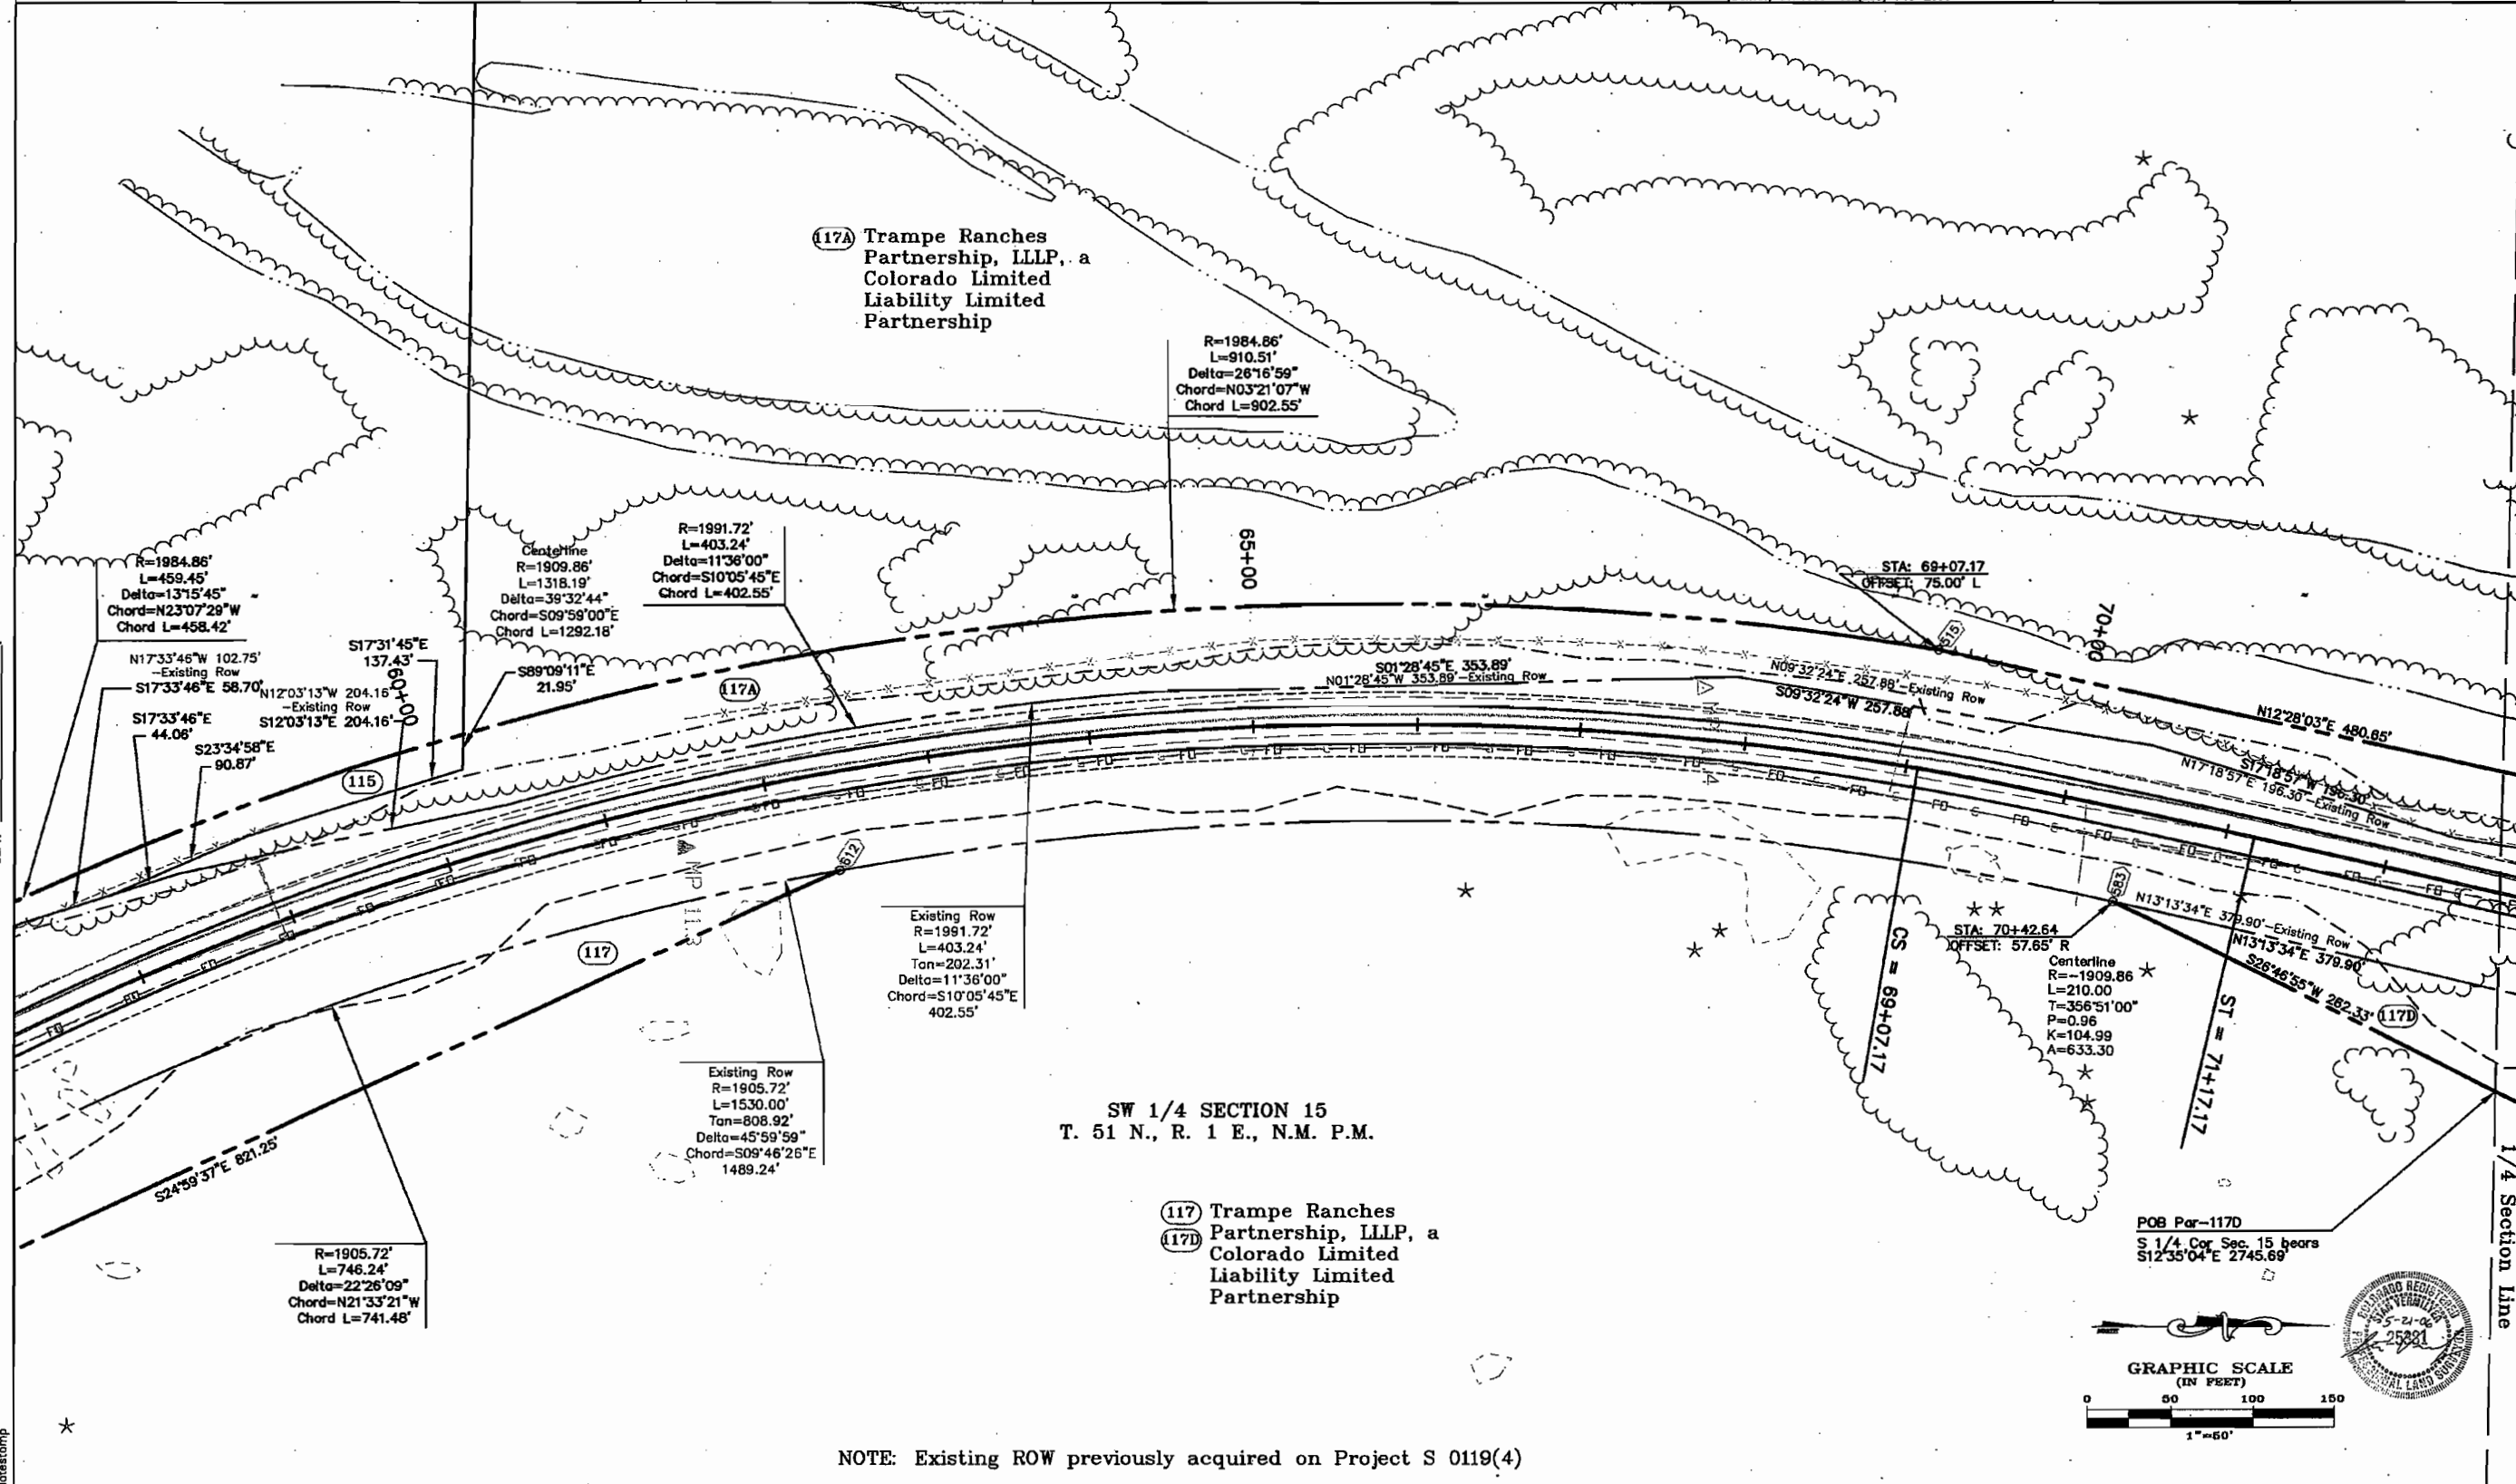 117A Trampe Ranches
Partnership, LLLP, a
Colorado Limited
Liability Limited
Partnership
R=1984.86'
L=910.51'
Delta=26°16'59"
Chord=N03°21'07"W
Chord L=902.55'
R=1984.86'
L=459.45'
Delta=13°15'45"
Chord=N23°07'29"W
Chord L=458.42'
Centerline
R=1909.86'
L=1318.19'
Delta=39°32'44"
Chord=S09°59'00"E
Chord L=1292.18'
R=1991.72'
L=403.24'
Delta=11°36'00"
Chord=S10°05'45"E
Chord L=402.55'
65+00
STA: 69+07.17
OFFSET: 75.00' L
515
70+00
N17°33'46"W 102.75'
-Existing Row
S17°33'46"E 58.70'
S17°31'45"E
137.43'
60+00
N12°03'13"W 204.16'
-Existing Row
S12°03'13"E 204.16'
S89°09'11"E
21.95'
S17°33'46"E
44.06'
S23°34'58"E
90.87'
115
117A
S01°28'45"E 353.89'
N01°28'45"W 353.89'-Existing Row
N09°32'24"E 257.88'-Existing Row
S09°32'24"W 257.88'
N12°28'03"E 480.65'
S17°18'57"W 196.30'
N17°18'57"E 196.30'-Existing Row
MP 113
612
117
583
N13°13'34"E 379.90'-Existing Row
N13°13'34"E 379.90'
S26°46'55"W 262.33'
117D
STA: 70+42.64
OFFSET: 57.65' R
Centerline
R=-1909.86
L=210.00
T=356°51'00"
P=0.96
K=104.99
A=633.30
CS = 69+07.17
ST = 71+17.17
Existing Row
R=1991.72'
L=403.24'
Tan=202.31'
Delta=11°36'00"
Chord=S10°05'45"E
402.55'
Existing Row
R=1905.72'
L=1530.00'
Tan=808.92'
Delta=45°59'59"
Chord=S09°46'26"E
1489.24'
SW 1/4 SECTION 15
T. 51 N., R. 1 E., N.M. P.M.
S24°59'37"E 821.25'
R=1905.72'
L=746.24'
Delta=22°26'09"
Chord=N21°33'21"W
Chord L=741.48'
117 Trampe Ranches
117D Partnership, LLLP, a
Colorado Limited
Liability Limited
Partnership
POB Par-117D
S 1/4 Cor Sec. 15 bears
S12°35'04"E 2745.69'
1/4 Section Line
COLORADO REGISTERED
STAN VERMILYEA
5-21-06
25381
PROFESSIONAL LAND SURVEYOR
GRAPHIC SCALE
(IN FEET)
0 50 100 150
1"=50'
NOTE: Existing ROW previously acquired on Project S 0119(4)